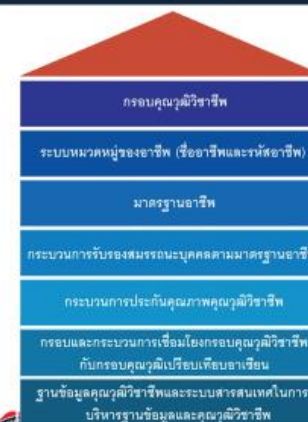 กรอบคุณวุฒิวิชาชีพ
ระบบหมวดหมู่ของอาชีพ (ชื่ออาชีพและรหัสอาชีพ)
มาตรฐานอาชีพ
กระบวนการรับรองสมรรถนะบุคคลตามมาตรฐานอาชี
กระบวนการประกันคุณภาพคุณวุฒิวิชาชีพ
กรอบและกระบวนการเชื่อมโยงกรอบคุณวุฒิวิชาชีพ
กับกรอบคุณวุฒิเปรียบเทียบอาเซียน
ฐานข้อมูลคุณวุฒิวิชาชีพและระบบสารสนเทศในการ
บริหารฐานข้อมูลและคุณวุฒิวิชาชีพ